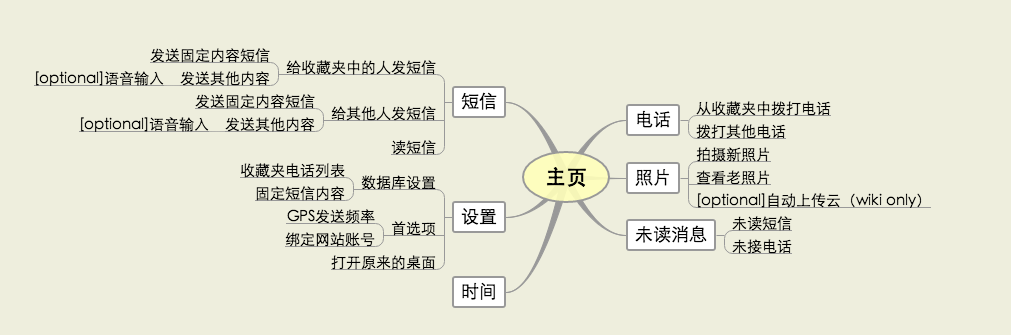 主页
电话
从收藏夹中拨打电话
拨打其他电话
照片
拍摄新照片
查看老照片
[optional]自动上传云（wiki only）
未读消息
未读短信
未接电话
短信
给收藏夹中的人发短信
发送固定内容短信
[optional]语音输入 发送其他内容
给其他人发短信
发送固定内容短信
[optional]语音输入 发送其他内容
读短信
设置
数据库设置
收藏夹电话列表
固定短信内容
首选项
GPS发送频率
绑定网站账号
打开原来的桌面
时间